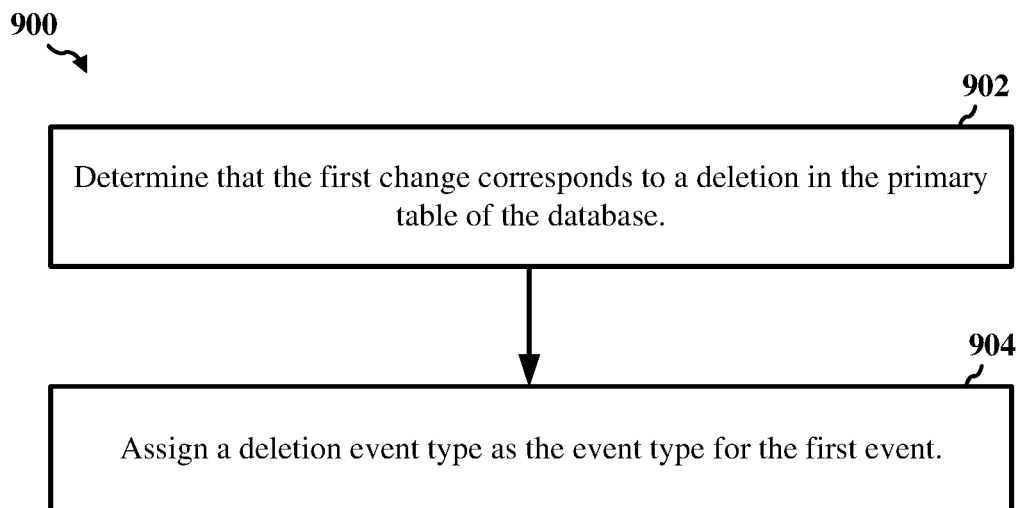 900
902
Determine that the first change corresponds to a deletion in the primary
table of the database.
904
Assign a deletion event type as the event type for the first event.